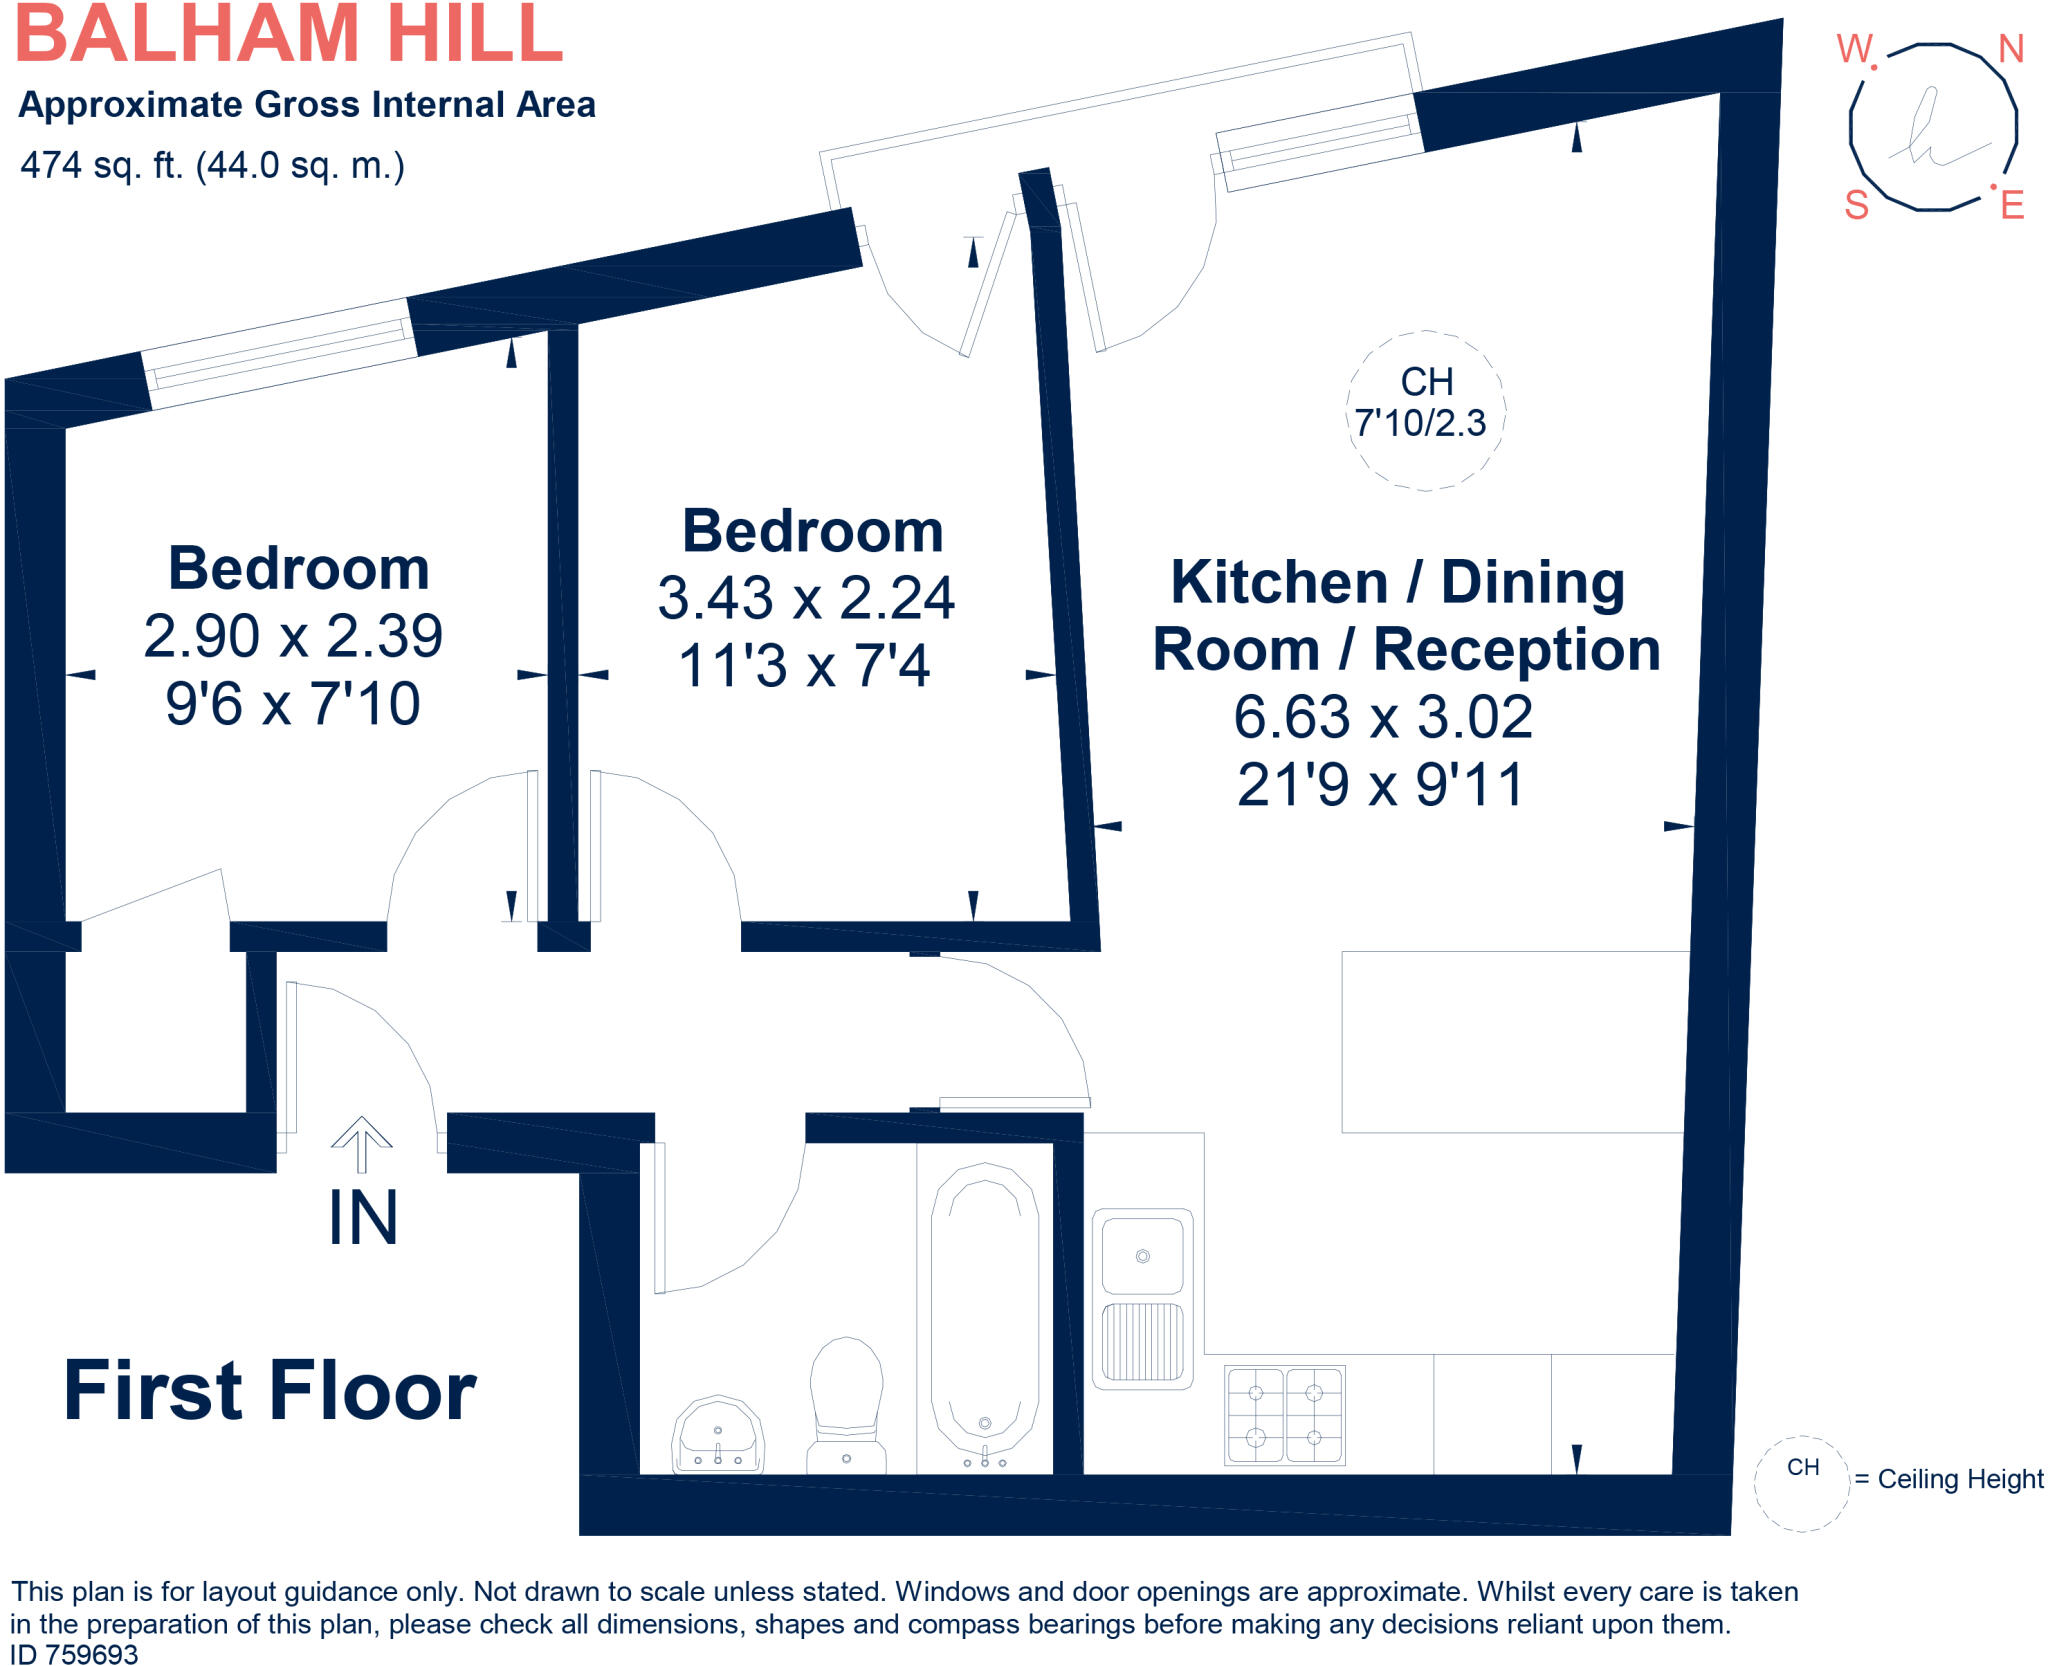 BALHAM HILL
Approximate Gross Internal Area
474 sq. ft. (44.0 sq. m.)
W
N
S
E
CH
7'10/2.3
Bedroom
2.90 x 2.39
9'6 x 7'10
Bedroom
3.43 x 2.24
11'3 x 7'4
Kitchen / Dining
Room / Reception
6.63 x 3.02
21'9 x 9'11
IN
First Floor
CH
= Ceiling Height
This plan is for layout guidance only. Not drawn to scale unless stated. Windows and door openings are approximate. Whilst every care is taken
in the preparation of this plan, please check all dimensions, shapes and compass bearings before making any decisions reliant upon them.
ID 759693